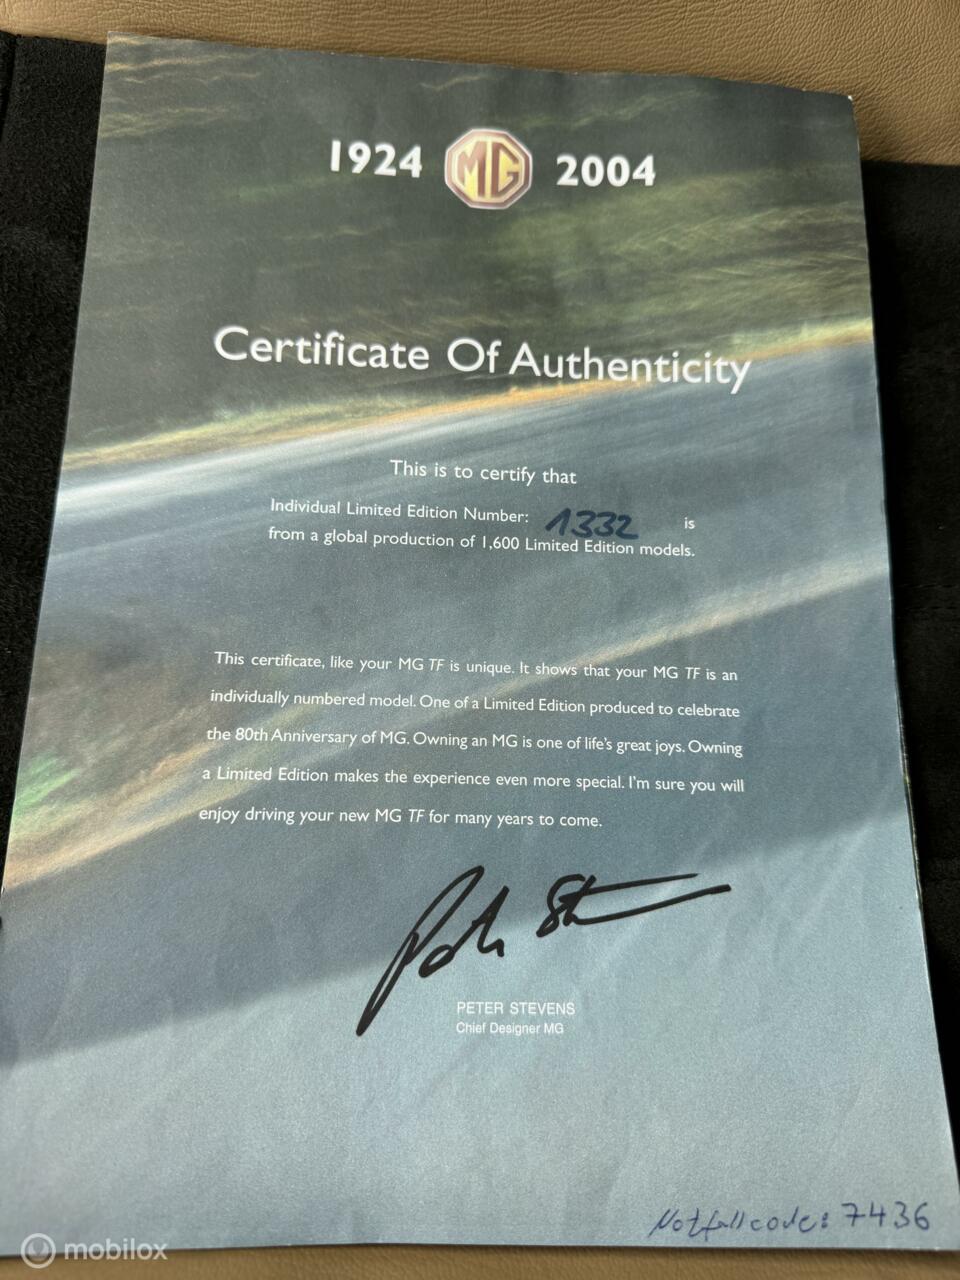 1924 MG 2004
Certificate Of Authenticity
This is to certify that
Individual Limited Edition Number: 1332 is
from a global production of 1,600 Limited Edition models.
This certificate, like your MG TF is unique. It shows that your MG TF is an
individually numbered model. One of a Limited Edition produced to celebrate
the 80th Anniversary of MG. Owning an MG is one of life's great joys. Owning
a Limited Edition makes the experience even more special. I'm sure you will
enjoy driving your new MG TF for many years to come.
PETER STEVENS
Chief Designer MG
Notfallcode: 7436
mobilox